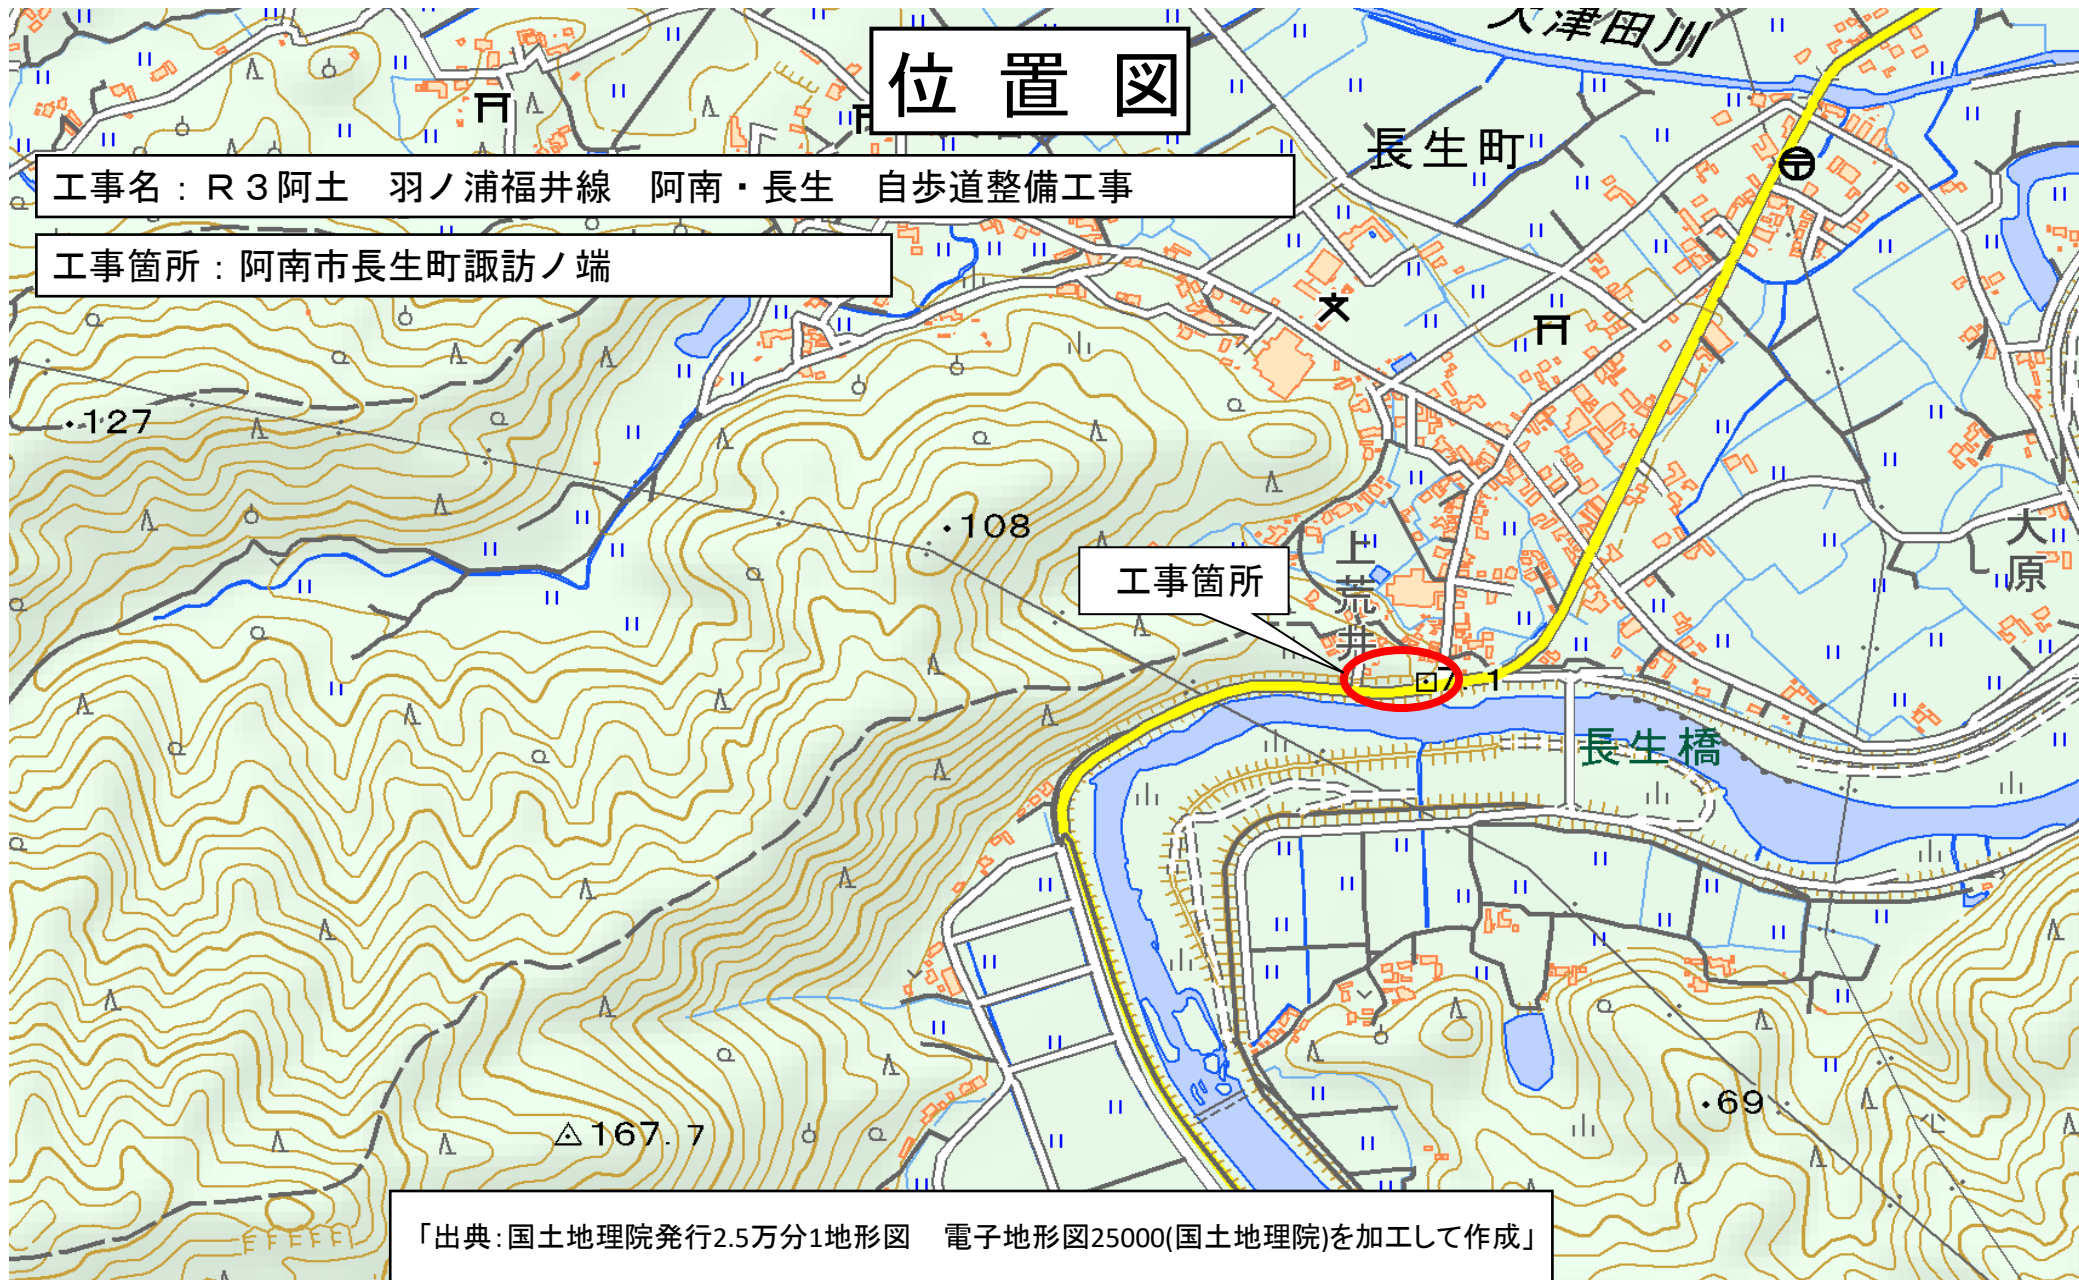 位置図
大津田川
長生町
工事名：Ｒ３阿土　羽ノ浦福井線　阿南・長生　自歩道整備工事
工事箇所：阿南市長生町諏訪ノ端
127
108
上荒井
大原
工事箇所
7.1
長生橋
69
167.7
「出典：国土地理院発行2.5万分1地形図　電子地形図25000(国土地理院)を加工して作成」